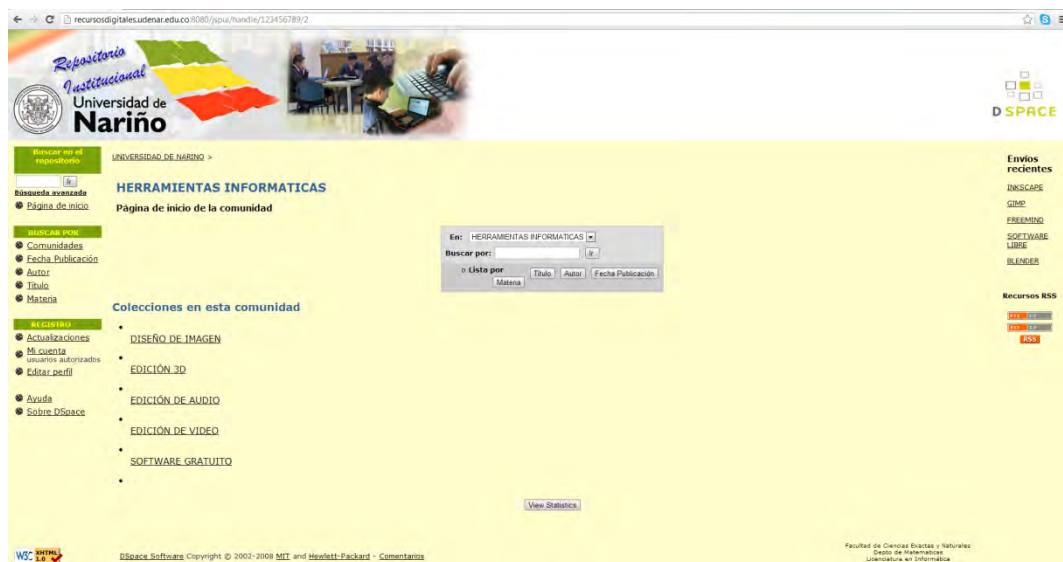 recursosdigitales.udenar.edu.co:8080/jspui/handle/123456789/2
Repositorio
Institucional
Universidad de
Nariño
DSPACE
Buscar en el
repositorio
Ir
Búsqueda avanzada
Página de inicio
BUSCAR POR
Comunidades
Fecha Publicación
Autor
Título
Materia
REGISTRO
Actualizaciones
Mi cuenta
usuarios autorizados
Editar perfil
Ayuda
Sobre DSpace
UNIVERSIDAD DE NARINO >
HERRAMIENTAS INFORMATICAS
Página de inicio de la comunidad
En: HERRAMIENTAS INFORMATICAS
Buscar por: Ir
o Lista por Título Autor Fecha Publicación
Materia
Colecciones en esta comunidad
DISEÑO DE IMAGEN
EDICIÓN 3D
EDICIÓN DE AUDIO
EDICIÓN DE VIDEO
SOFTWARE GRATUITO
View Statistics
Envíos
recientes
INKSCAPE
GIMP
FREEMIND
SOFTWARE
LIBRE
BLENDER
Recursos RSS
RSS
W3C XHTML
1.0
DSpace Software Copyright © 2002-2008 MIT and Hewlett-Packard - Comentarios
Facultad de Ciencias Exactas y Naturales
Depto de Matematicas
Licenciatura en Informática